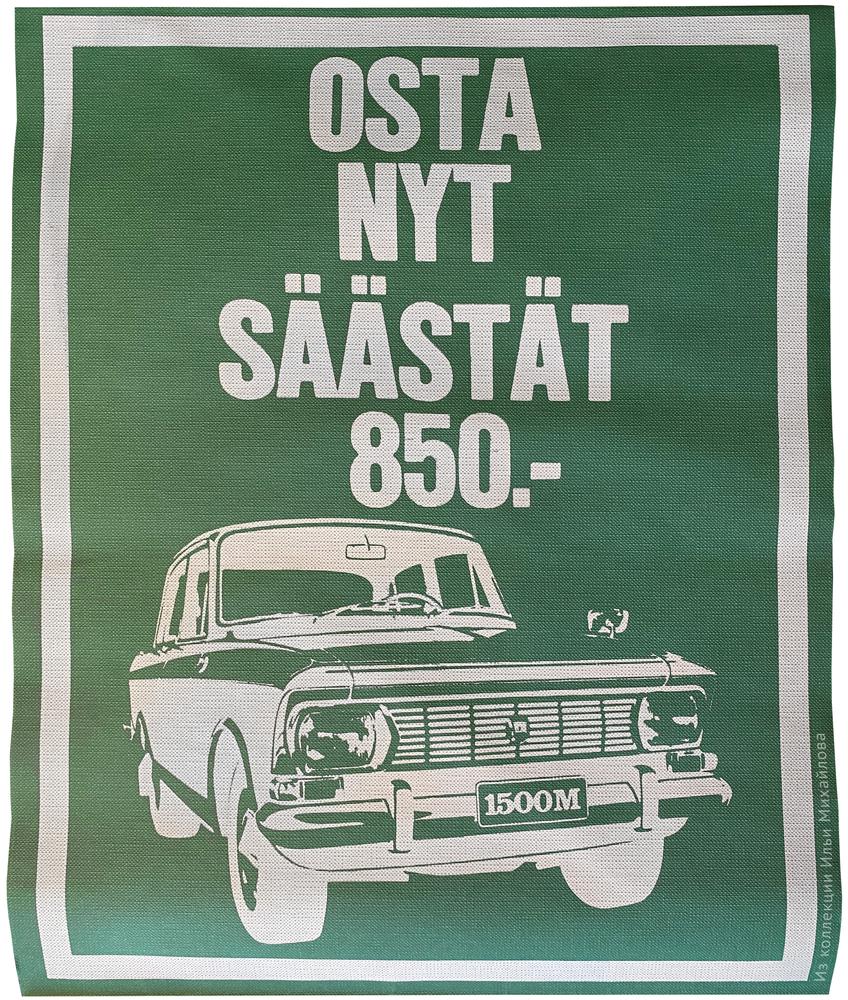 OSTA
NYT
SÄÄSTÄT
850.-
1500M
Из коллекции Ильи Михайлова